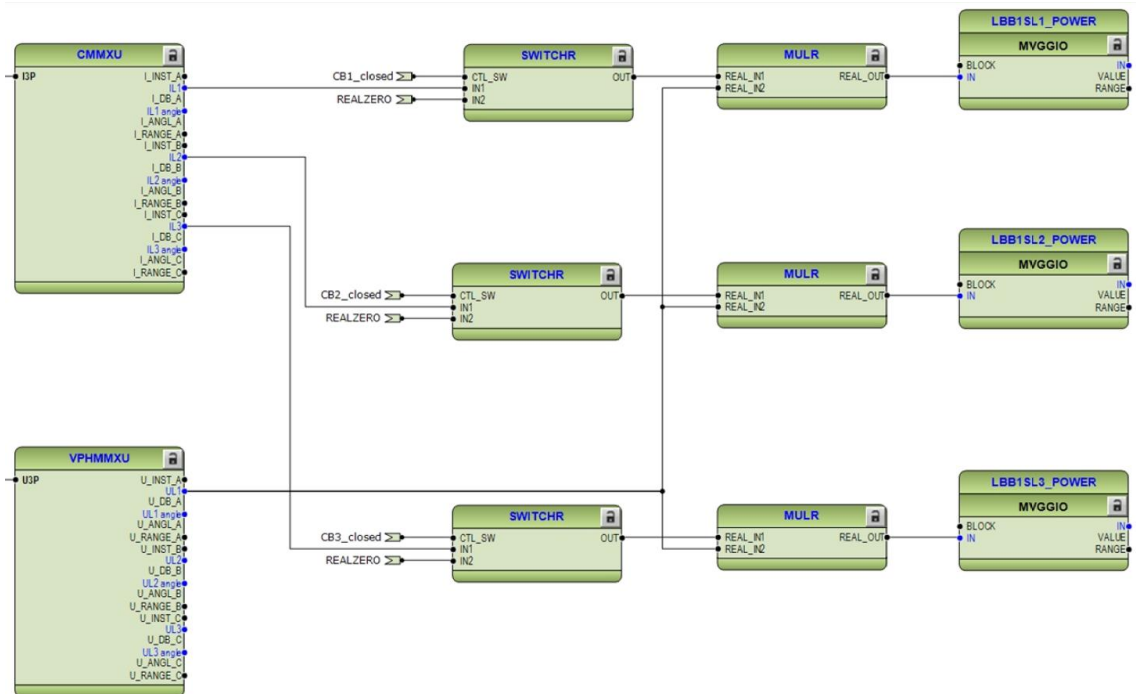 CMMXU
I3P
I_INST_A
IL1
I_DB_A
IL1 angle
I_ANGL_A
I_RANGE_A
I_INST_B
IL2
I_DB_B
IL2 angle
I_ANGL_B
I_RANGE_B
I_INST_C
IL3
I_DB_C
IL3 angle
I_ANGL_C
I_RANGE_C
CB1_closed
REALZERO
SWITCHR
CTL_SW OUT
IN1
IN2
MULR
REAL_IN1 REAL_OUT
REAL_IN2
LBB1SL1_POWER
MVGGIO
BLOCK IN
IN VALUE
RANGE
CB2_closed
REALZERO
SWITCHR
CTL_SW OUT
IN1
IN2
MULR
REAL_IN1 REAL_OUT
REAL_IN2
LBB1SL2_POWER
MVGGIO
BLOCK IN
IN VALUE
RANGE
VPHMMXU
U3P
U_INST_A
UL1
U_DB_A
UL1 angle
U_ANGL_A
U_RANGE_A
U_INST_B
UL2
U_DB_B
UL2 angle
U_ANGL_B
U_RANGE_B
U_INST_C
UL3
U_DB_C
UL3 angle
U_ANGL_C
U_RANGE_C
CB3_closed
REALZERO
SWITCHR
CTL_SW OUT
IN1
IN2
MULR
REAL_IN1 REAL_OUT
REAL_IN2
LBB1SL3_POWER
MVGGIO
BLOCK IN
IN VALUE
RANGE